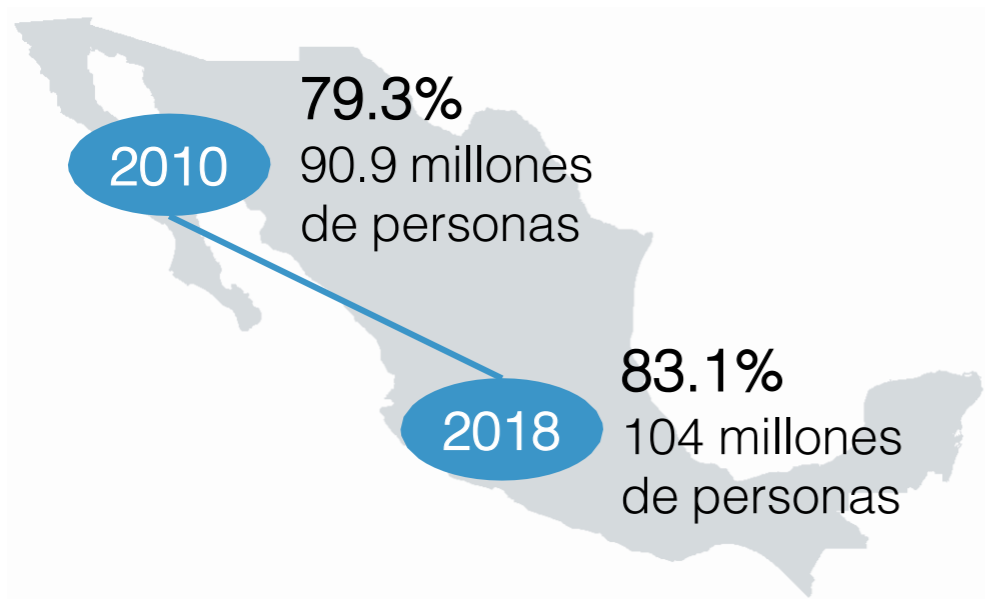 2010
79.3%
90.9 millones
de personas
2018
83.1%
104 millones
de personas